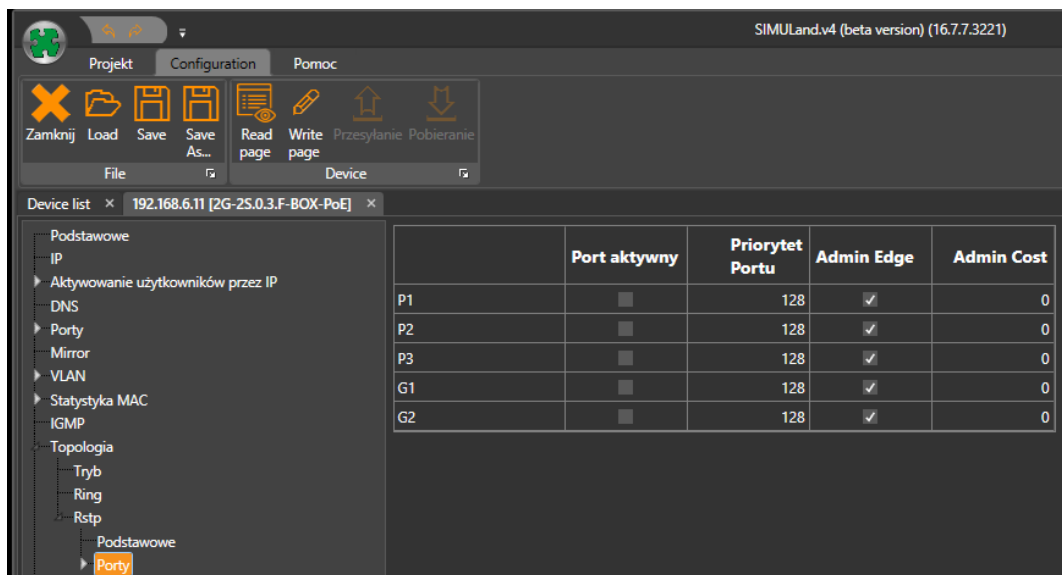 SIMULand.v4 (beta version) (16.7.7.3221)
Projekt Configuration Pomoc
Zamknij Load Save Save As... Read page Write page Przesyłanie Pobieranie
File Device
Device list × 192.168.6.11 [2G-2S.0.3.F-BOX-PoE] ×
Podstawowe
IP
Aktywowanie użytkowników przez IP
DNS
Porty
Mirror
VLAN
Statystyka MAC
IGMP
Topologia
Tryb
Ring
Rstp
Podstawowe
Porty
Port aktywny Priorytet Portu Admin Edge Admin Cost
P1 128 0
P2 128 0
P3 128 0
G1 128 0
G2 128 0